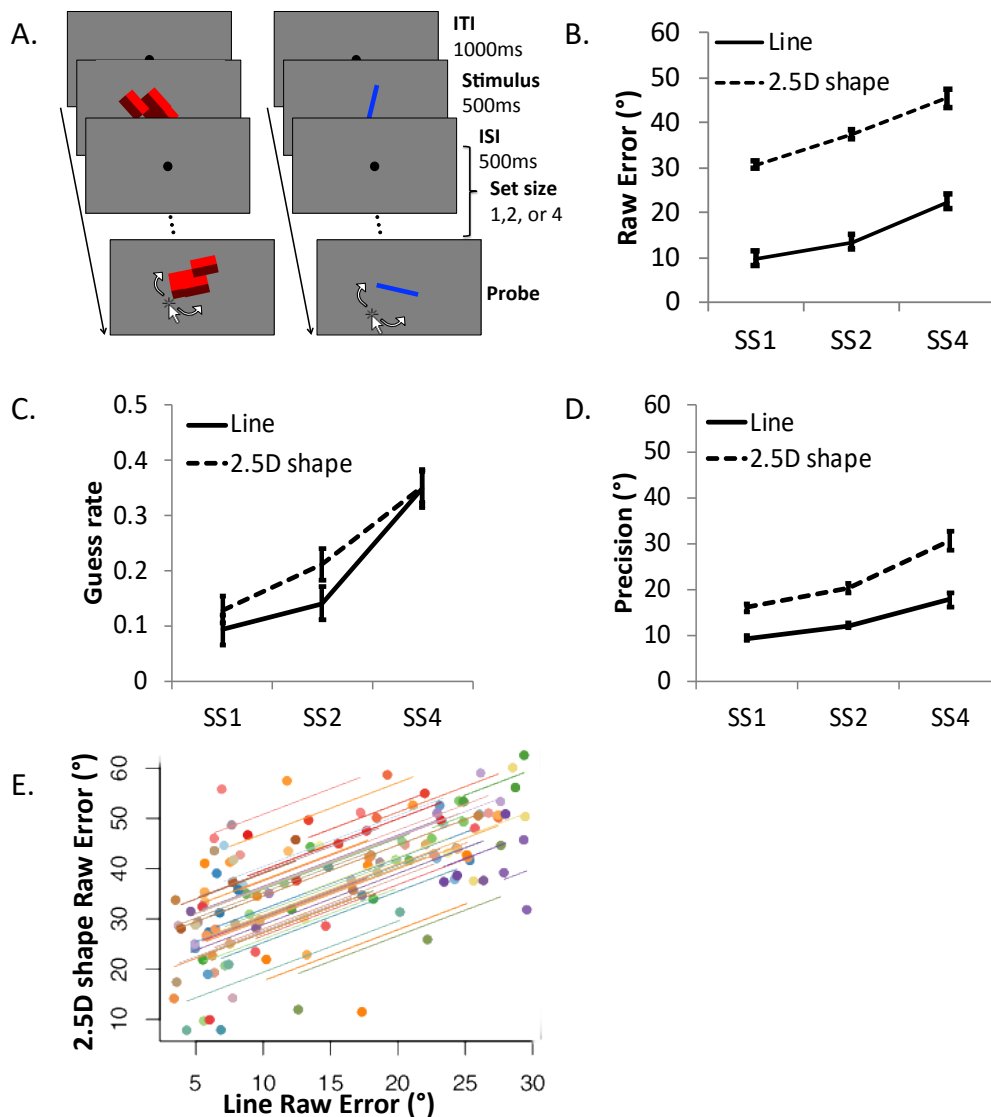 A.
ITI
1000ms
Stimulus
500ms
ISI
500ms
Set size
1,2, or 4
Probe
B.
Line
2.5D shape
Raw Error (°)
60
50
40
30
20
10
0
SS1 SS2 SS4
C.
Line
2.5D shape
Guess rate
0.5
0.4
0.3
0.2
0.1
0
SS1 SS2 SS4
D.
Line
2.5D shape
Precision (°)
60
50
40
30
20
10
0
SS1 SS2 SS4
E.
2.5D shape Raw Error (°)
60
50
40
30
20
10
5 10 15 20 25 30
Line Raw Error (°)